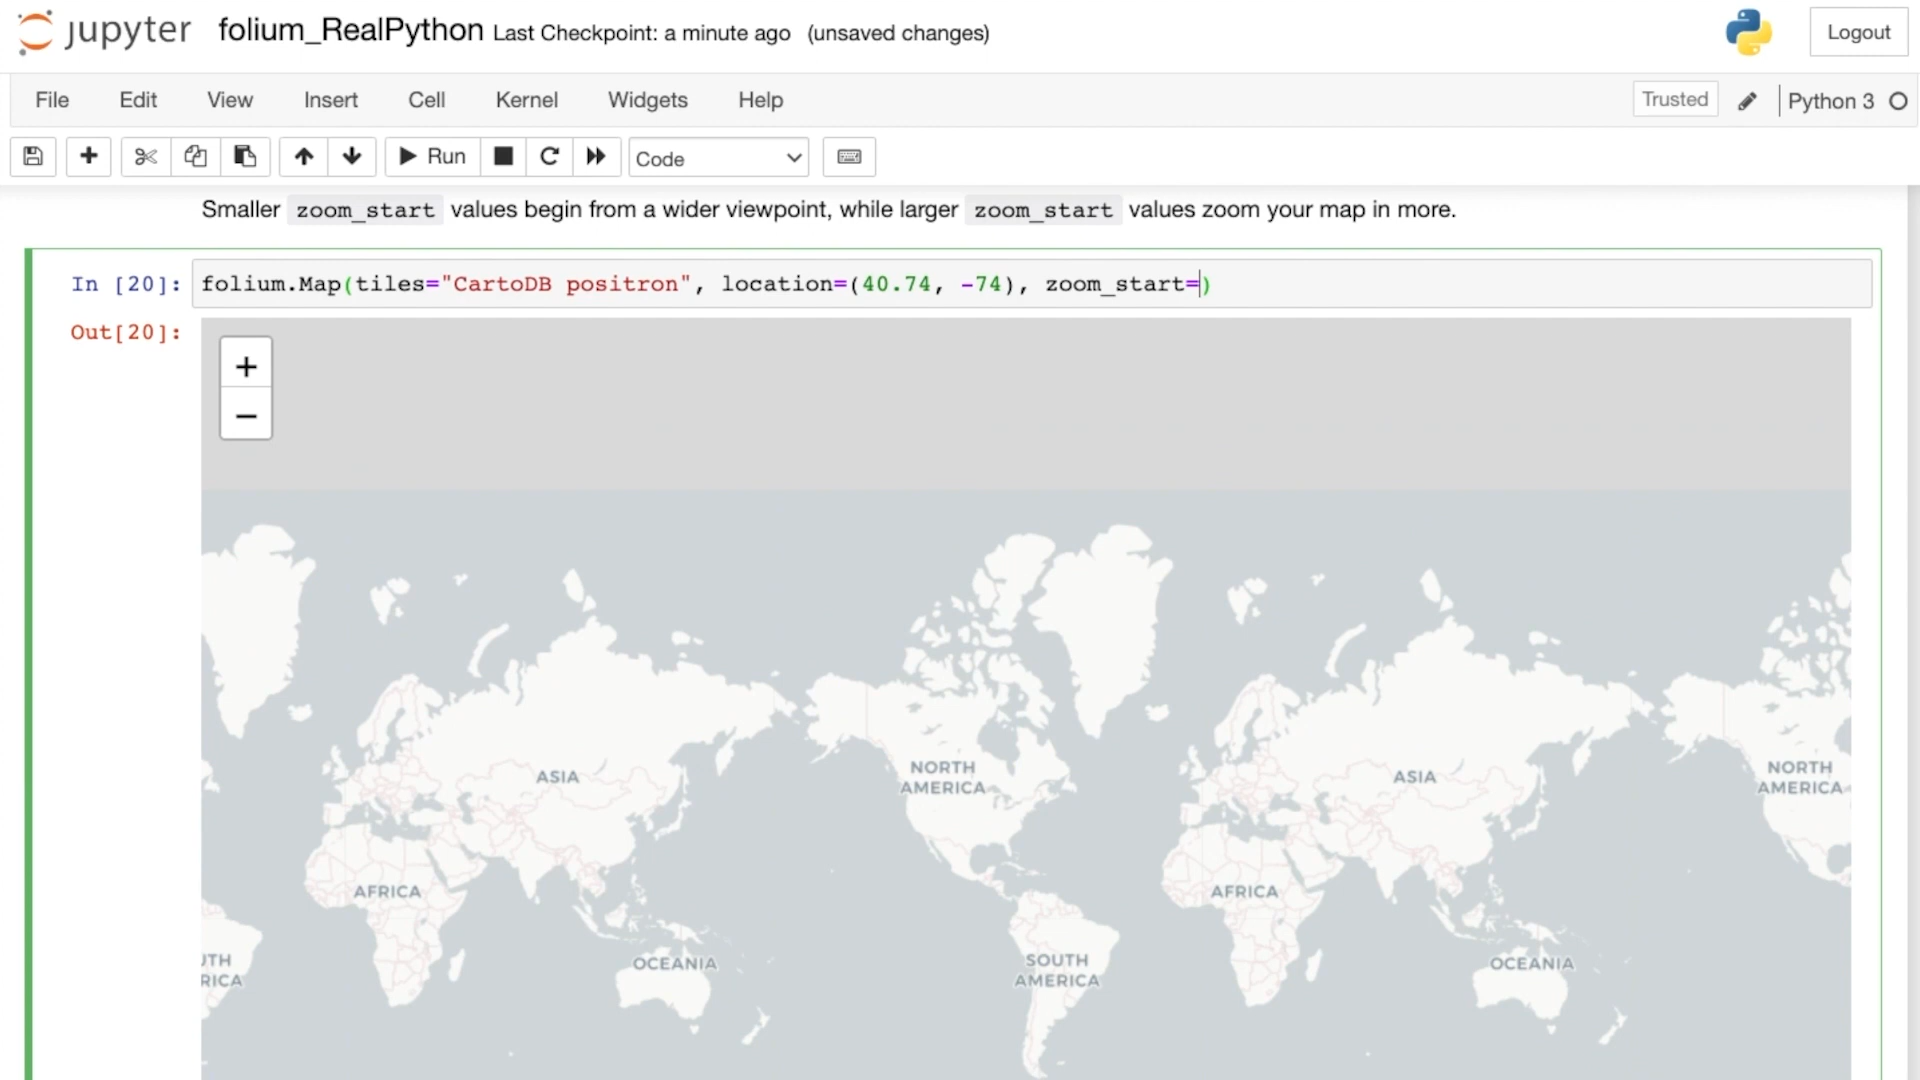 jupyter folium_RealPython Last Checkpoint: a minute ago (unsaved changes) Logout
File Edit View Insert Cell Kernel Widgets Help Trusted Python 3
Run Code
Smaller zoom_start values begin from a wider viewpoint, while larger zoom_start values zoom your map in more.
In [20]: folium.Map(tiles="CartoDB positron", location=(40.74, -74), zoom_start=)
Out[20]:
+
−
NORTH
AMERICA
NORTH
AMERICA
ASIA
ASIA
AFRICA
AFRICA
UTH
RICA
OCEANIA
SOUTH
AMERICA
OCEANIA